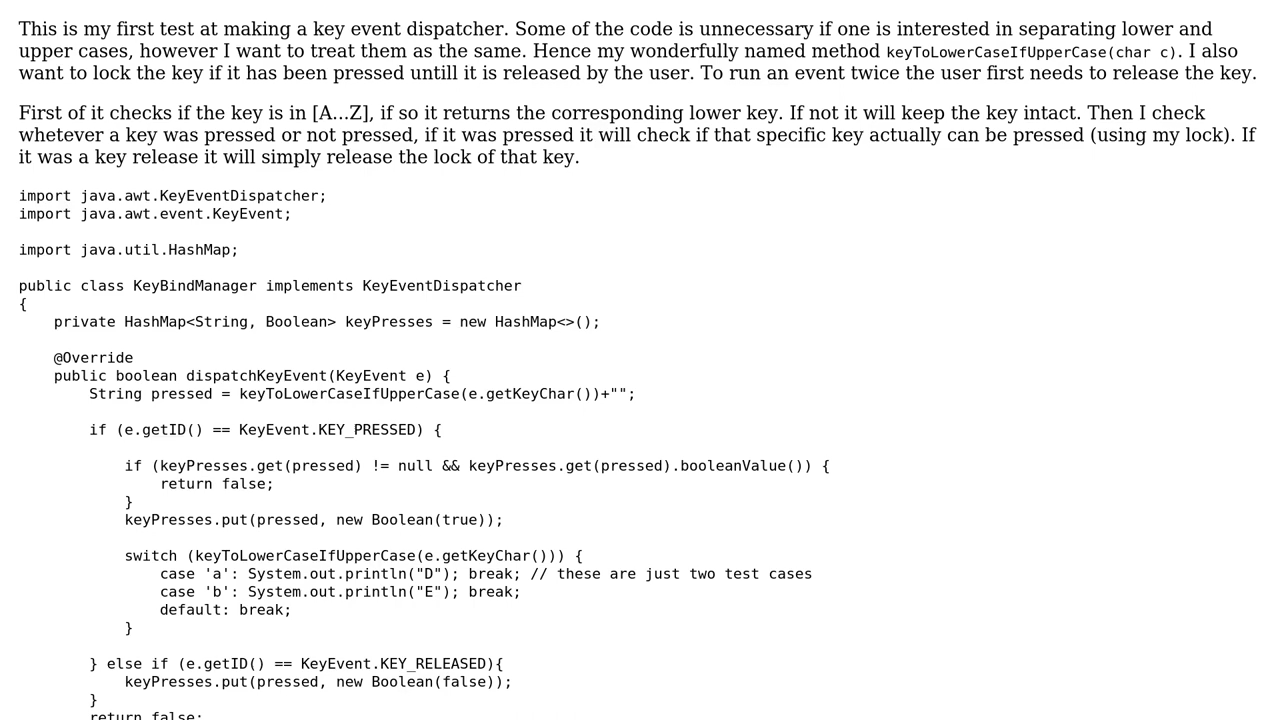 This is my first test at making a key event dispatcher. Some of the code is unnecessary if one is interested in separating lower and
upper cases, however I want to treat them as the same. Hence my wonderfully named method keyToLowerCaseIfUpperCase(char c). I also
want to lock the key if it has been pressed untill it is released by the user. To run an event twice the user first needs to release the key.

First of it checks if the key is in [A...Z], if so it returns the corresponding lower key. If not it will keep the key intact. Then I check
whetever a key was pressed or not pressed, if it was pressed it will check if that specific key actually can be pressed (using my lock). If
it was a key release it will simply release the lock of that key.

import java.awt.KeyEventDispatcher;
import java.awt.event.KeyEvent;

import java.util.HashMap;

public class KeyBindManager implements KeyEventDispatcher
{
    private HashMap<String, Boolean> keyPresses = new HashMap<>();

    @Override
    public boolean dispatchKeyEvent(KeyEvent e) {
        String pressed = keyToLowerCaseIfUpperCase(e.getKeyChar())+"";

        if (e.getID() == KeyEvent.KEY_PRESSED) {

            if (keyPresses.get(pressed) != null && keyPresses.get(pressed).booleanValue()) {
                return false;
            }
            keyPresses.put(pressed, new Boolean(true));

            switch (keyToLowerCaseIfUpperCase(e.getKeyChar())) {
                case 'a': System.out.println("D"); break; // these are just two test cases
                case 'b': System.out.println("E"); break;
                default: break;
            }

        } else if (e.getID() == KeyEvent.KEY_RELEASED){
            keyPresses.put(pressed, new Boolean(false));
        }
        return false;